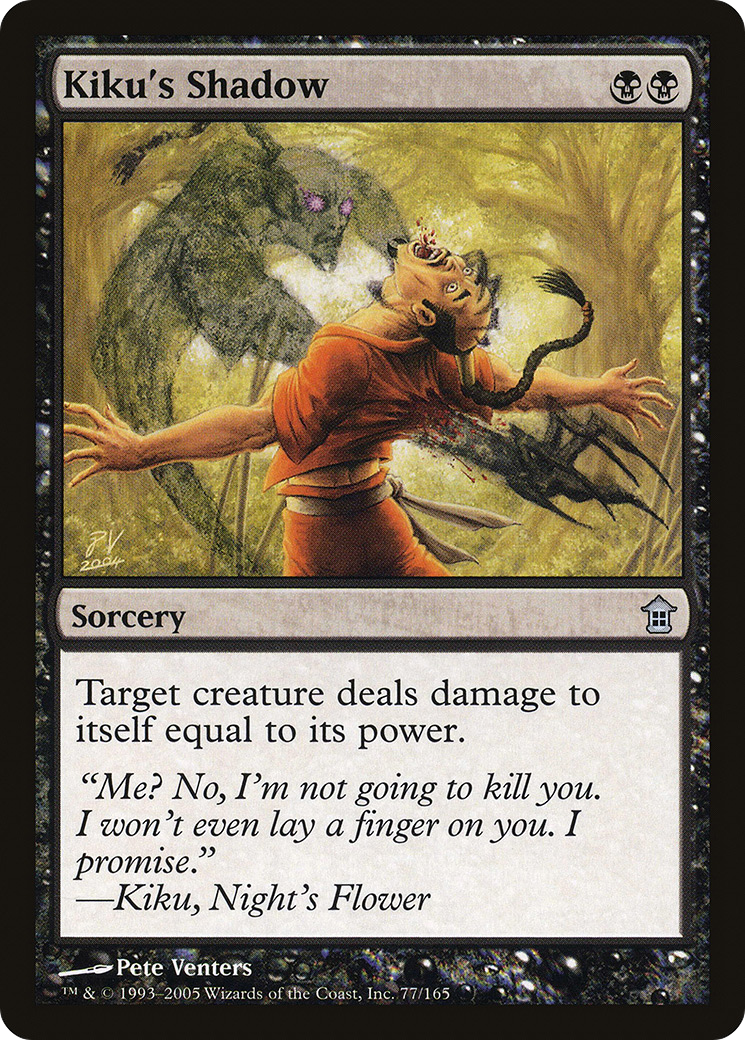 Kiku's Shadow
PV
2004
Sorcery
Target creature deals damage to
itself equal to its power.
“Me? No, I'm not going to kill you.
I won't even lay a finger on you. I
promise.”
—Kiku, Night's Flower
Pete Venters
™ & © 1993–2005 Wizards of the Coast, Inc. 77/165